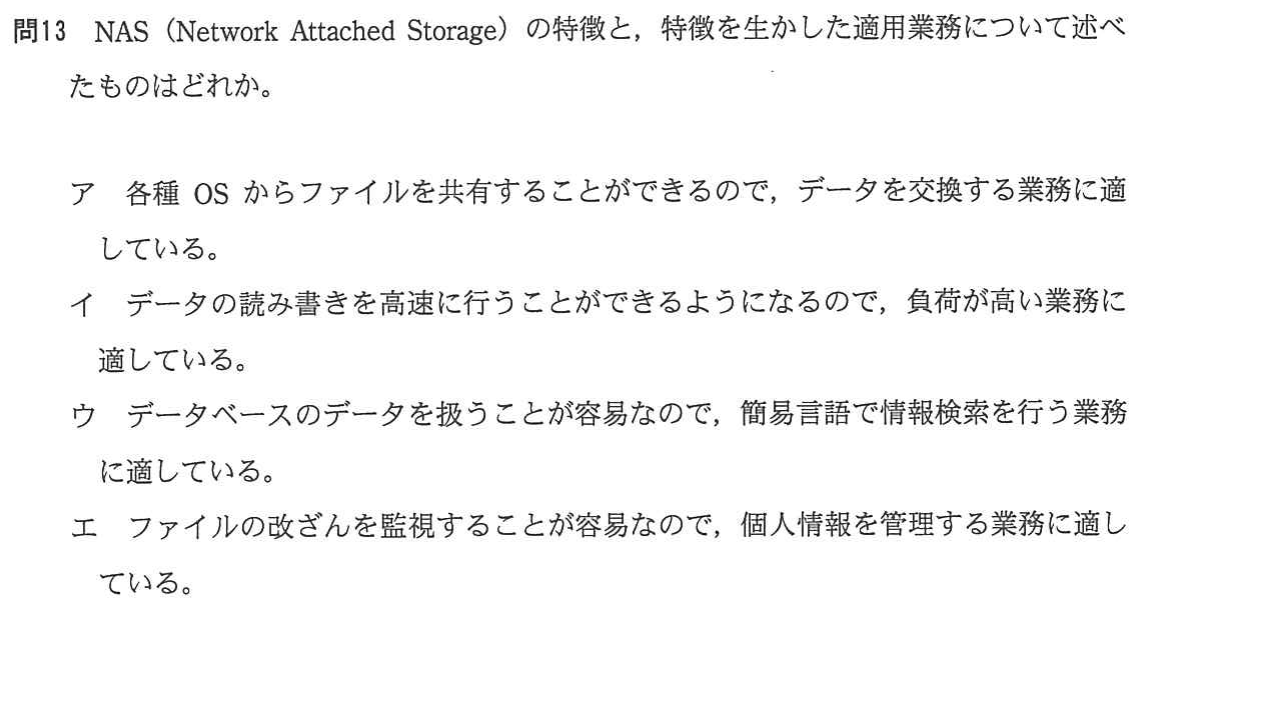 問13 NAS(Network Attached Storage)の特徴と,特徴を生かした適用業務について述べ
たものはどれか。
ア 各種 OS からファイルを共有することができるので,データを交換する業務に適
している。
イ データの読み書きを高速に行うことができるようになるので,負荷が高い業務に
適している。
ウ データベースのデータを扱うことが容易なので,簡易言語で情報検索を行う業務
に適している。
エ ファイルの改ざんを監視することが容易なので,個人情報を管理する業務に適し
ている。